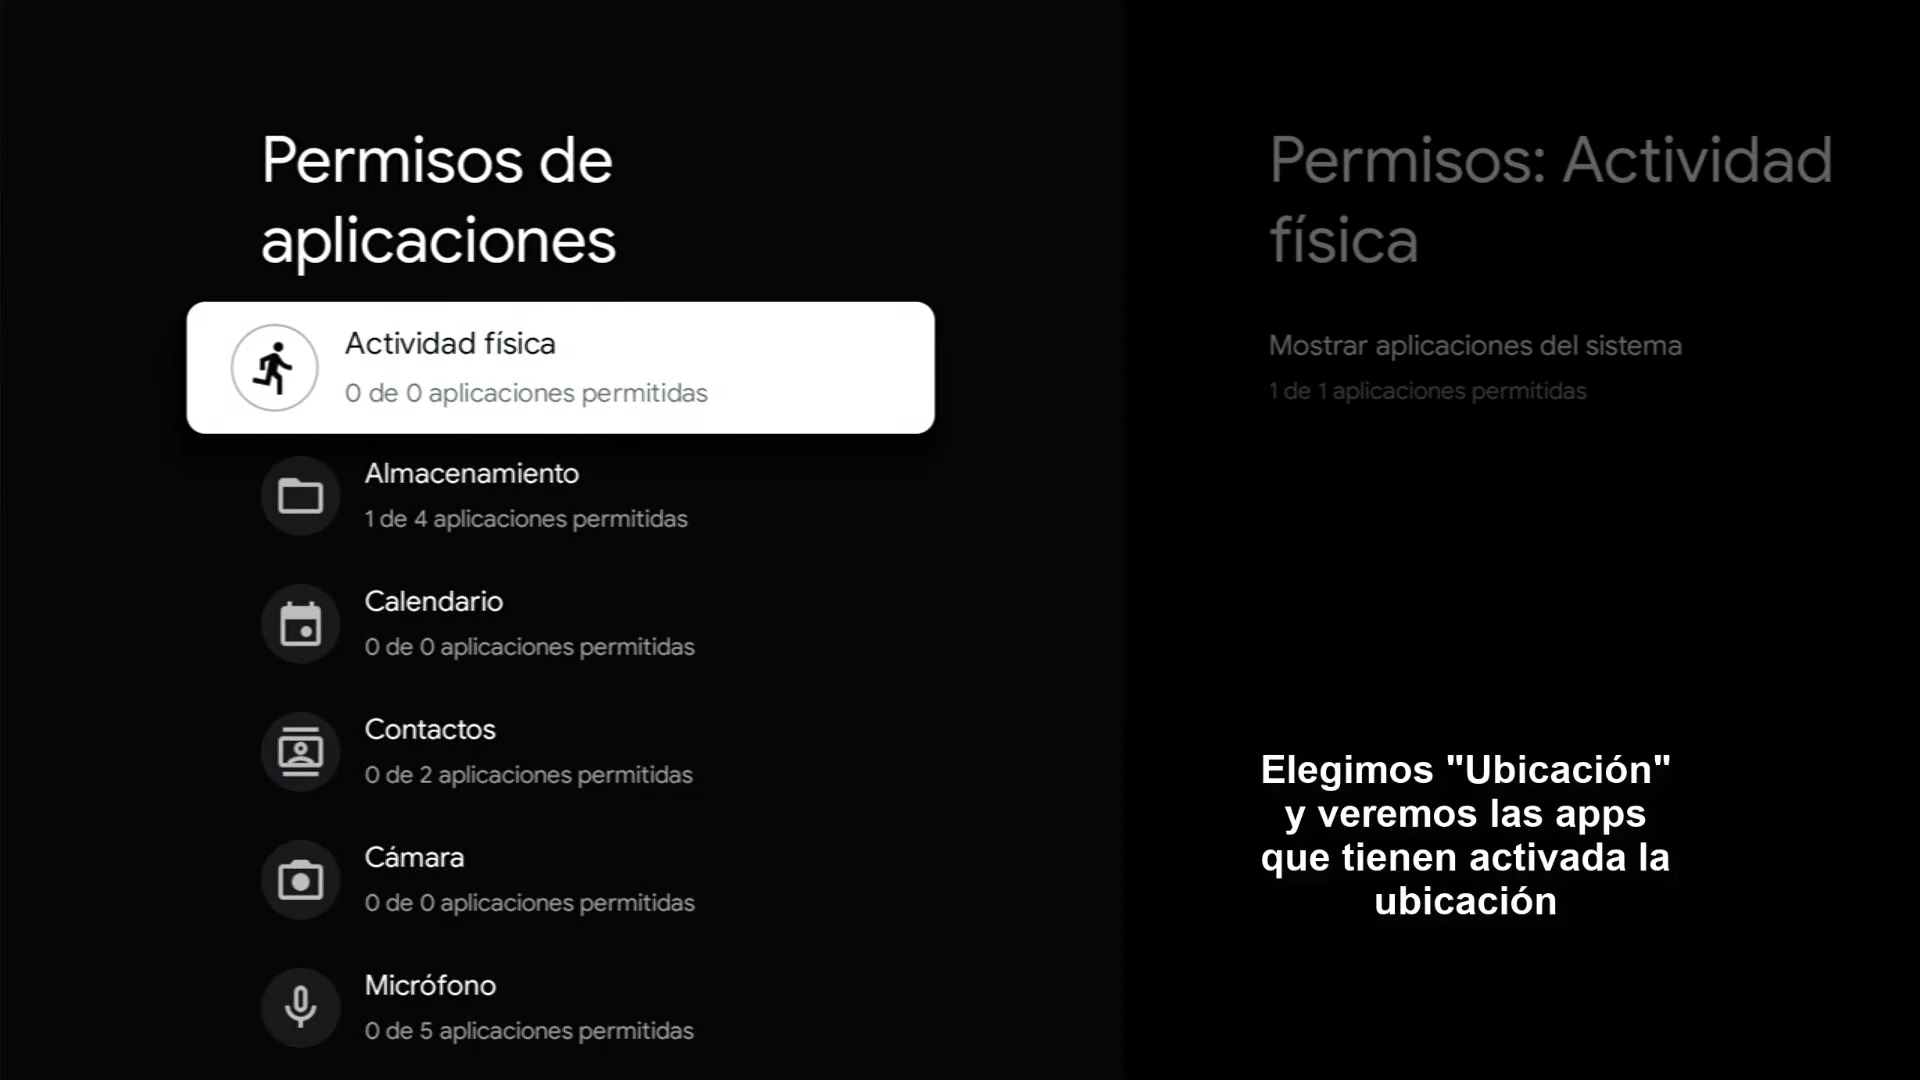 Permisos de
aplicaciones
Actividad física
0 de 0 aplicaciones permitidas
Almacenamiento
1 de 4 aplicaciones permitidas
Calendario
0 de 0 aplicaciones permitidas
Contactos
0 de 2 aplicaciones permitidas
Cámara
0 de 0 aplicaciones permitidas
Micrófono
0 de 5 aplicaciones permitidas
Permisos: Actividad
física
Mostrar aplicaciones del sistema
1 de 1 aplicaciones permitidas
Elegimos "Ubicación"
y veremos las apps
que tienen activada la
ubicación